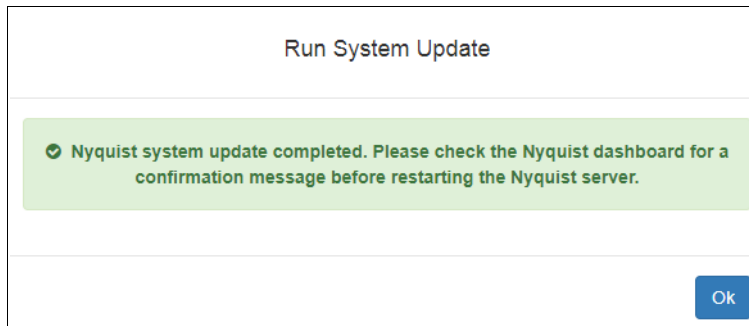 Run System Update
Nyquist system update completed. Please check the Nyquist dashboard for a
confirmation message before restarting the Nyquist server.
Ok